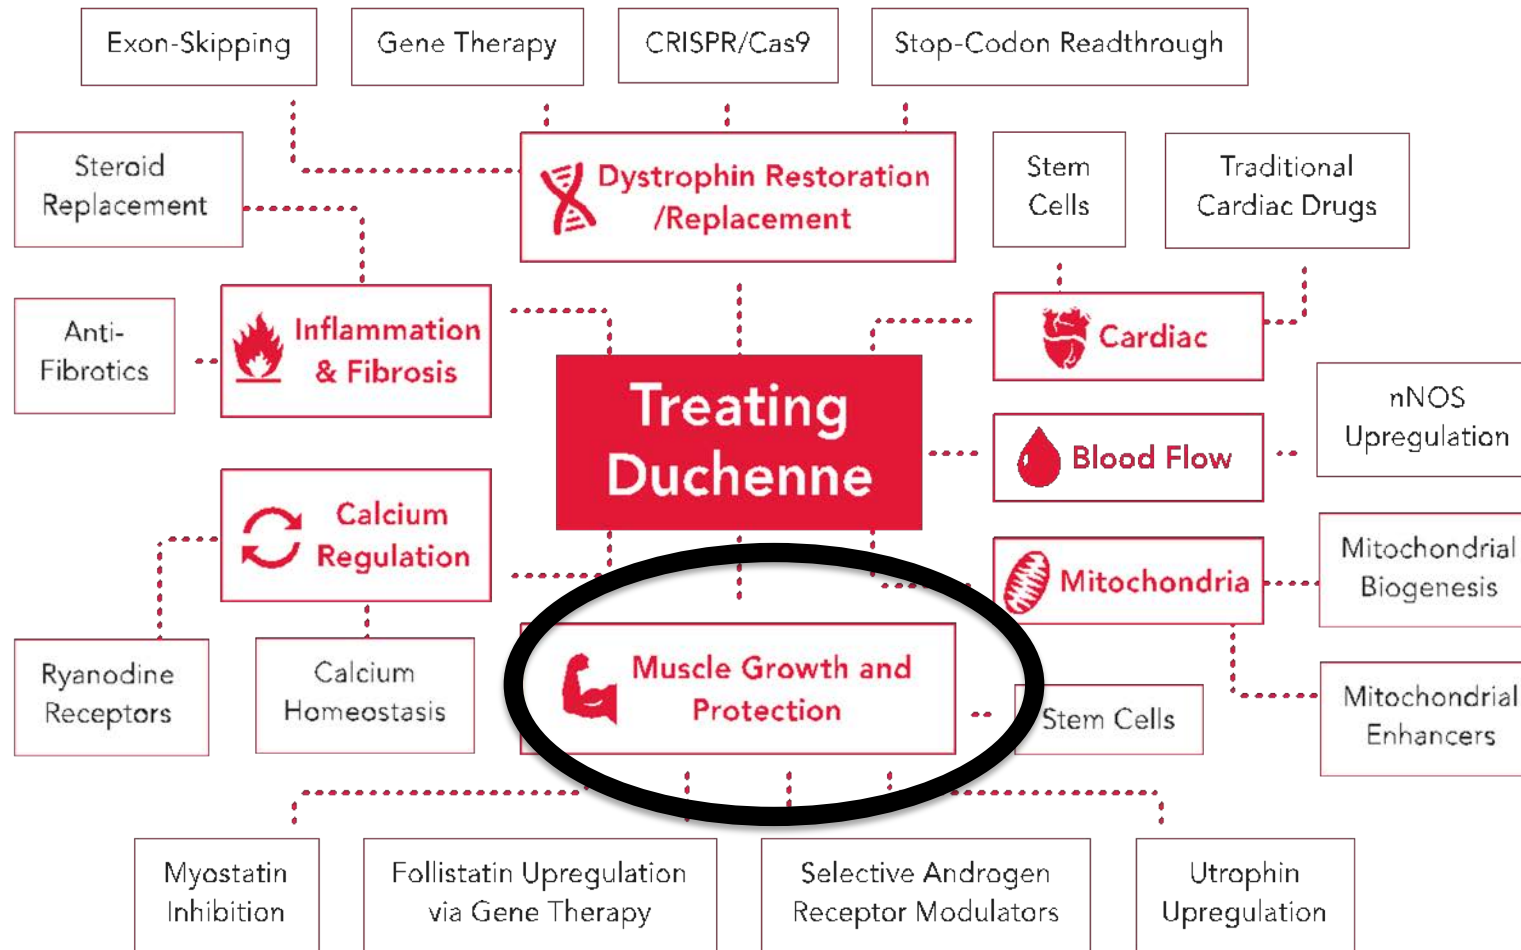 Exon-Skipping
Gene Therapy
CRISPR/Cas9
Stop-Codon Readthrough
Steroid
Replacement
Dystrophin Restoration
/Replacement
Stem
Cells
Traditional
Cardiac Drugs
Anti-
Fibrotics
Inflammation
& Fibrosis
Cardiac
Treating
Duchenne
nNOS
Upregulation
Blood Flow
Calcium
Regulation
Mitochondria
Mitochondrial
Biogenesis
Ryanodine
Receptors
Calcium
Homeostasis
Muscle Growth and
Protection
Stem Cells
Mitochondrial
Enhancers
Myostatin
Inhibition
Follistatin Upregulation
via Gene Therapy
Selective Androgen
Receptor Modulators
Utrophin
Upregulation